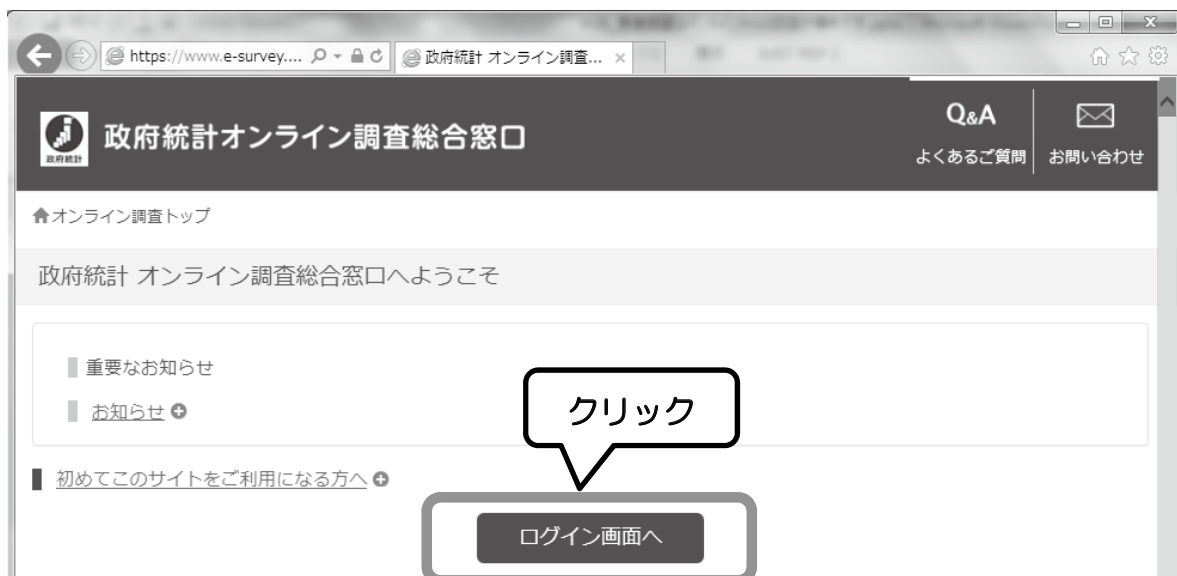 https://www.e-survey....
政府統計 オンライン調査...
政府統計
政府統計オンライン調査総合窓口
Q&A
よくあるご質問
お問い合わせ
オンライン調査トップ
政府統計 オンライン調査総合窓口へようこそ
重要なお知らせ
お知らせ
クリック
初めてこのサイトをご利用になる方へ
ログイン画面へ